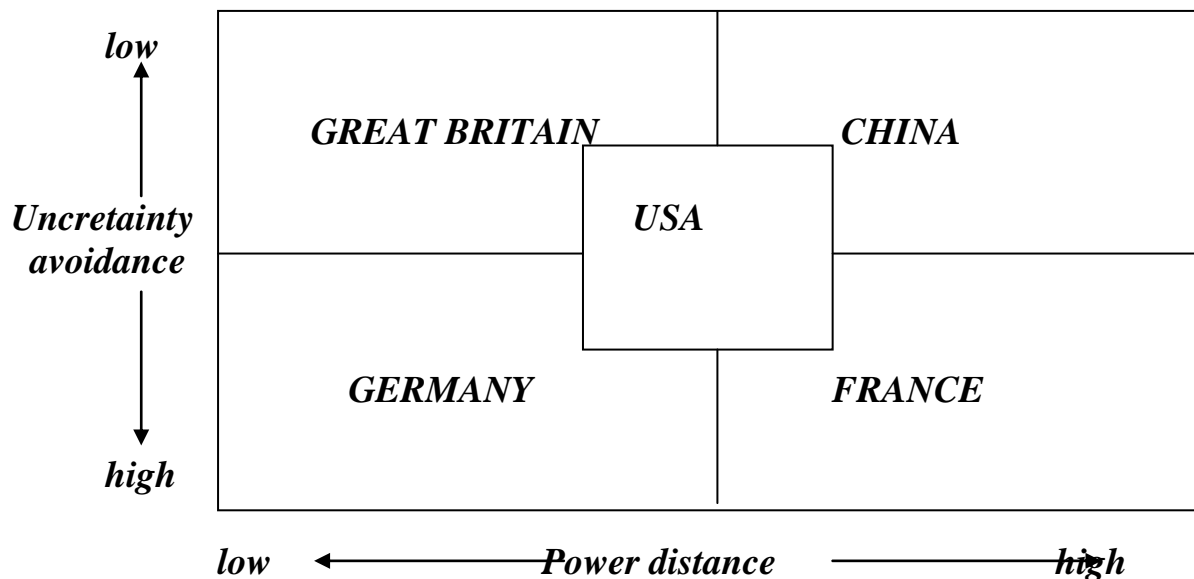 low
GREAT BRITAIN CHINA
Uncretainty
avoidance
USA
GERMANY FRANCE
high
low Power distance high